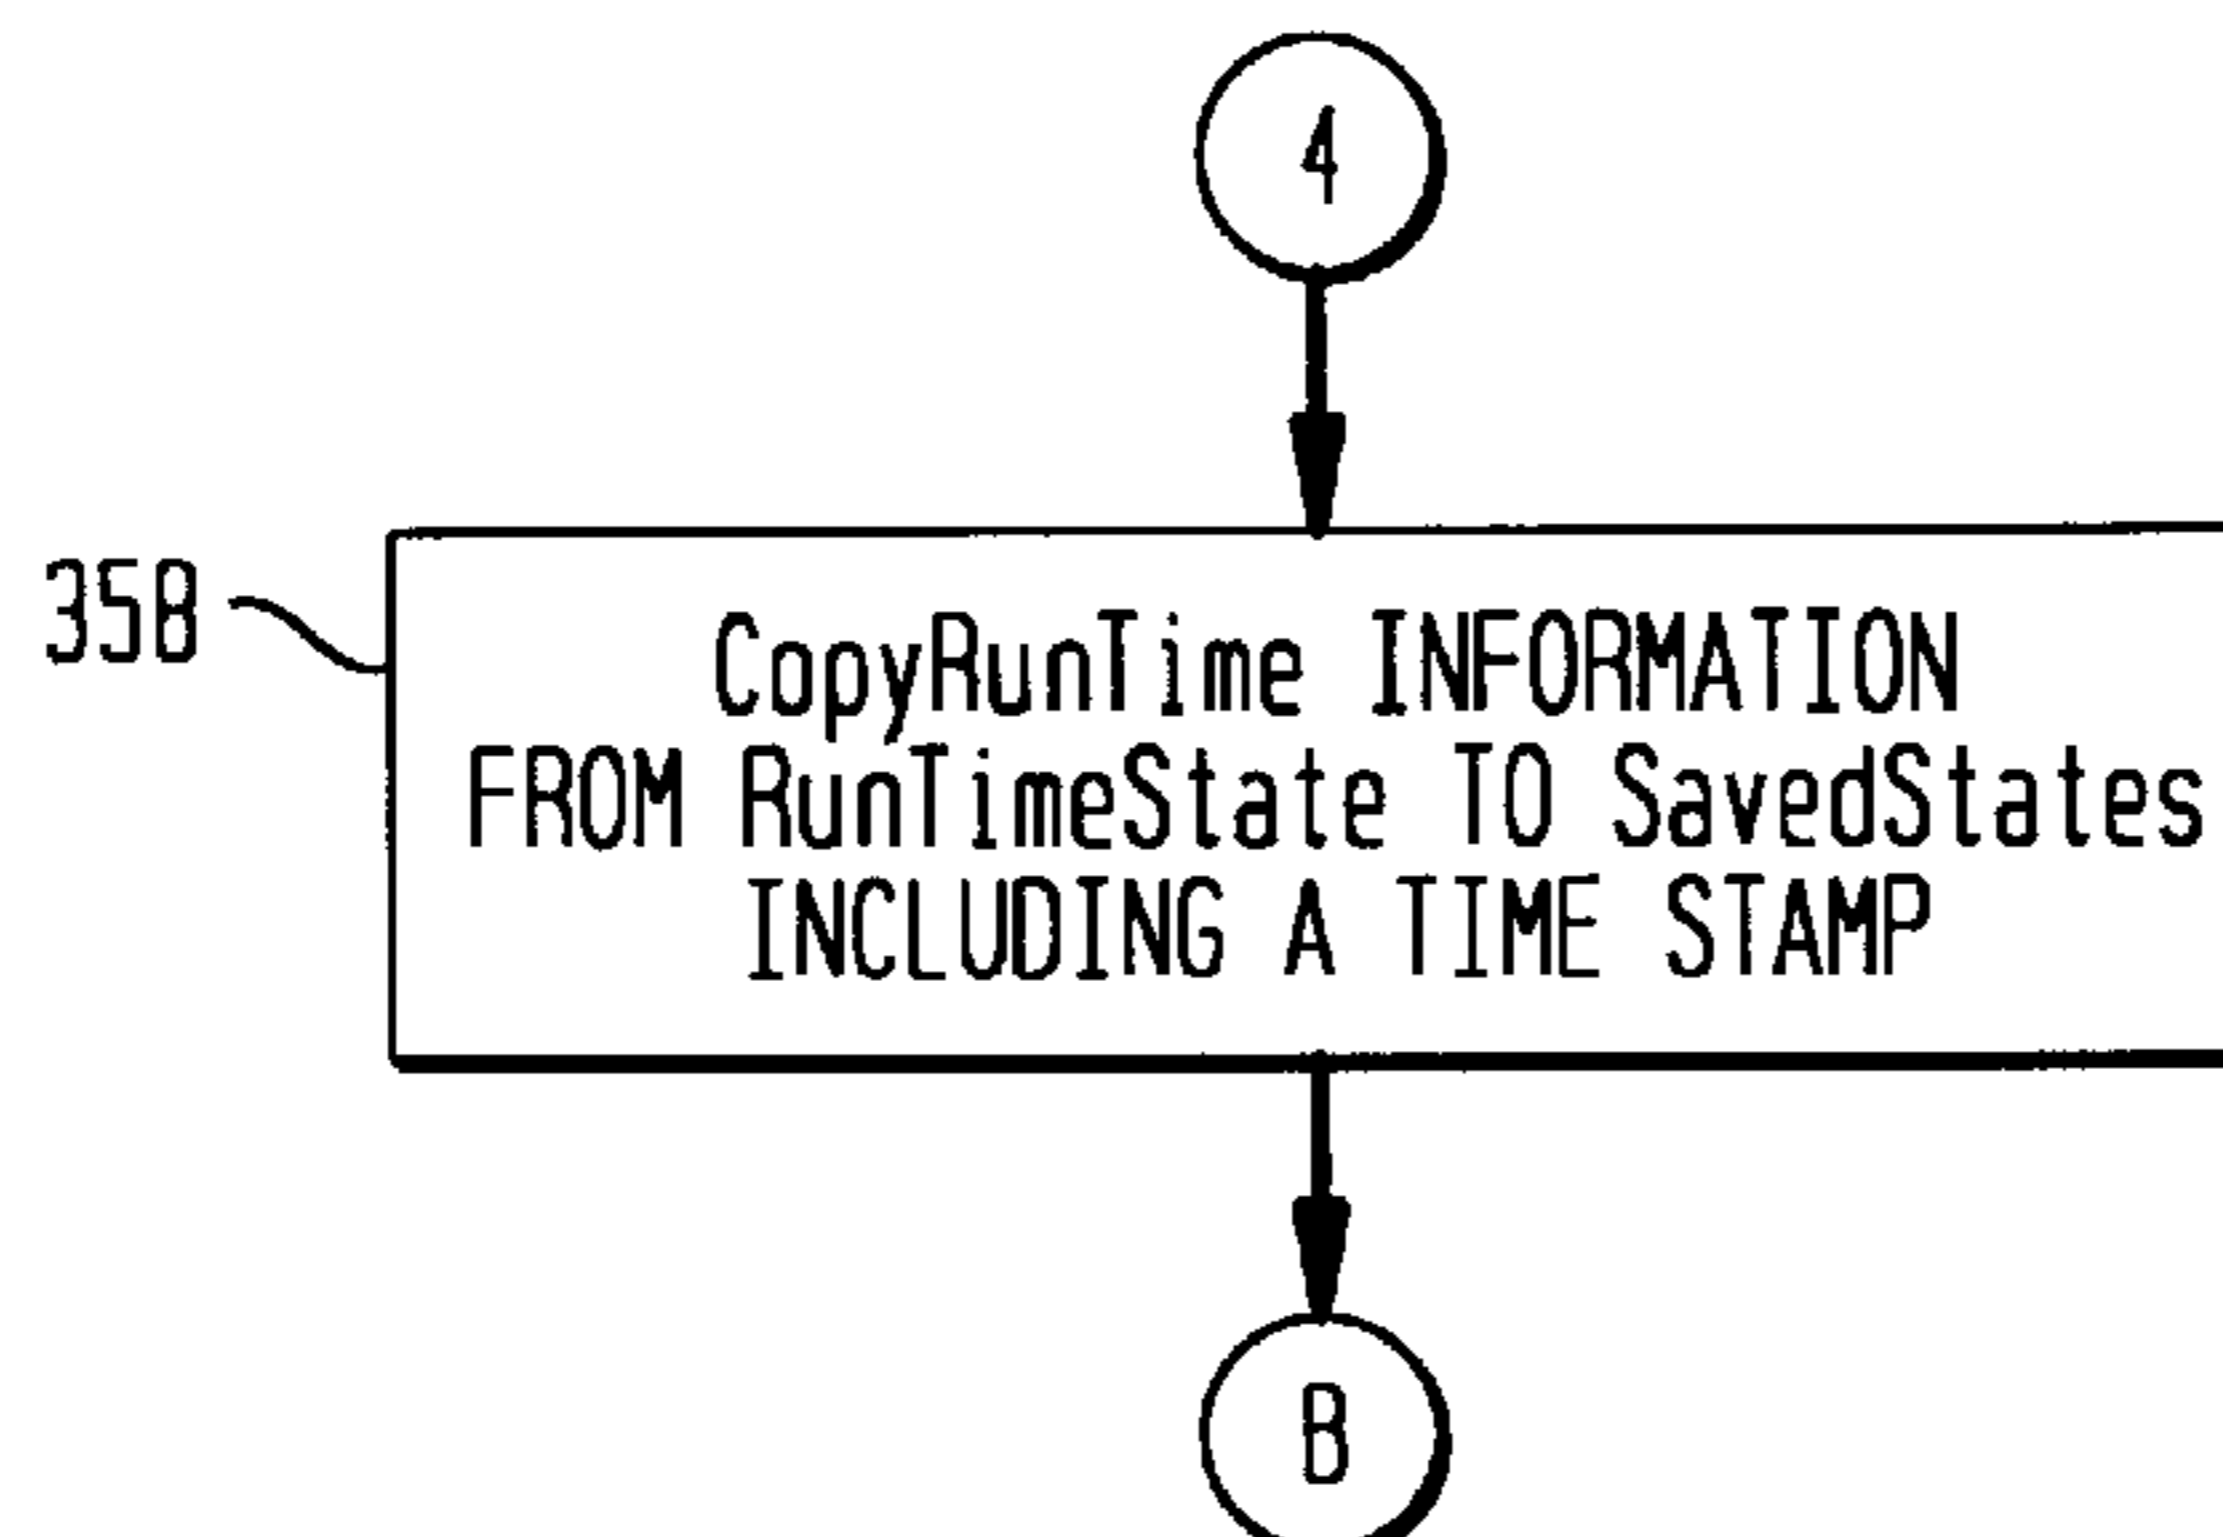 4
358
CopyRunTime INFORMATION
FROM RunTimeState TO SavedStates
INCLUDING A TIME STAMP
B